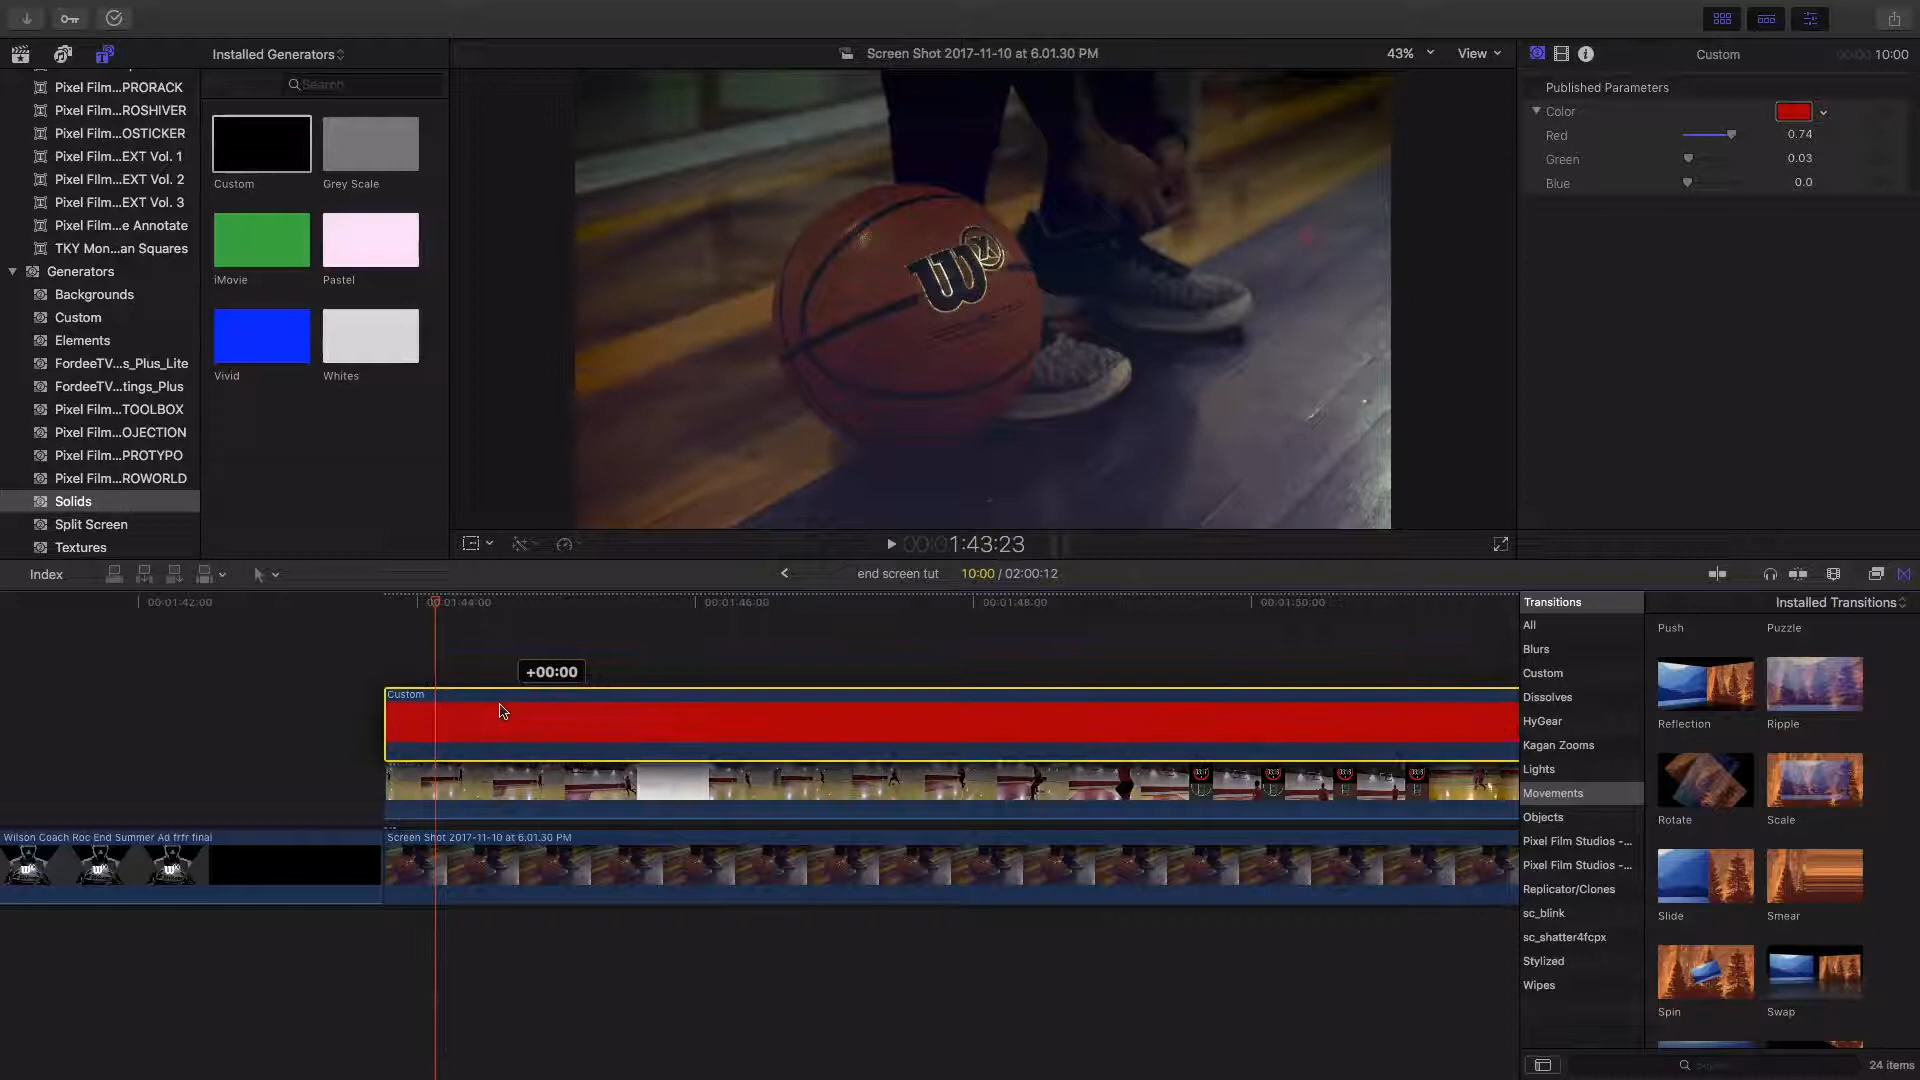 Installed Generators
Screen Shot 2017-11-10 at 6.01.30 PM
43%
View
Custom
10:00
Pixel Film...PRORACK
Pixel Film...ROSHIVER
Pixel Film...OSTICKER
Pixel Film...EXT Vol. 1
Pixel Film...EXT Vol. 2
Pixel Film...EXT Vol. 3
Pixel Film...e Annotate
TKY Mon...an Squares
Generators
Backgrounds
Custom
Elements
FordeeTV...s_Plus_Lite
FordeeTV...tings_Plus
Pixel Film...TOOLBOX
Pixel Film...OJECTION
Pixel Film...PROTYPO
Pixel Film...ROWORLD
Solids
Split Screen
Textures
Search
Custom
Grey Scale
iMovie
Pastel
Vivid
Whites
W
Published Parameters
Color
Red 0.74
Green 0.03
Blue 0.0
1:43:23
Index
end screen tut
10:00 / 02:00:12
00:01:42:00
00:01:44:00
00:01:46:00
00:01:48:00
00:01:50:00
+00:00
Custom
Wilson Coach Roc End Summer Ad frfr final
Screen Shot 2017-11-10 at 6.01.30 PM
Transitions
All
Blurs
Custom
Dissolves
HyGear
Kagan Zooms
Lights
Movements
Objects
Pixel Film Studios -...
Pixel Film Studios -...
Replicator/Clones
sc_blink
sc_shatter4fcpx
Stylized
Wipes
Installed Transitions
Push
Puzzle
Reflection
Ripple
Rotate
Scale
Slide
Smear
Spin
Swap
24 items